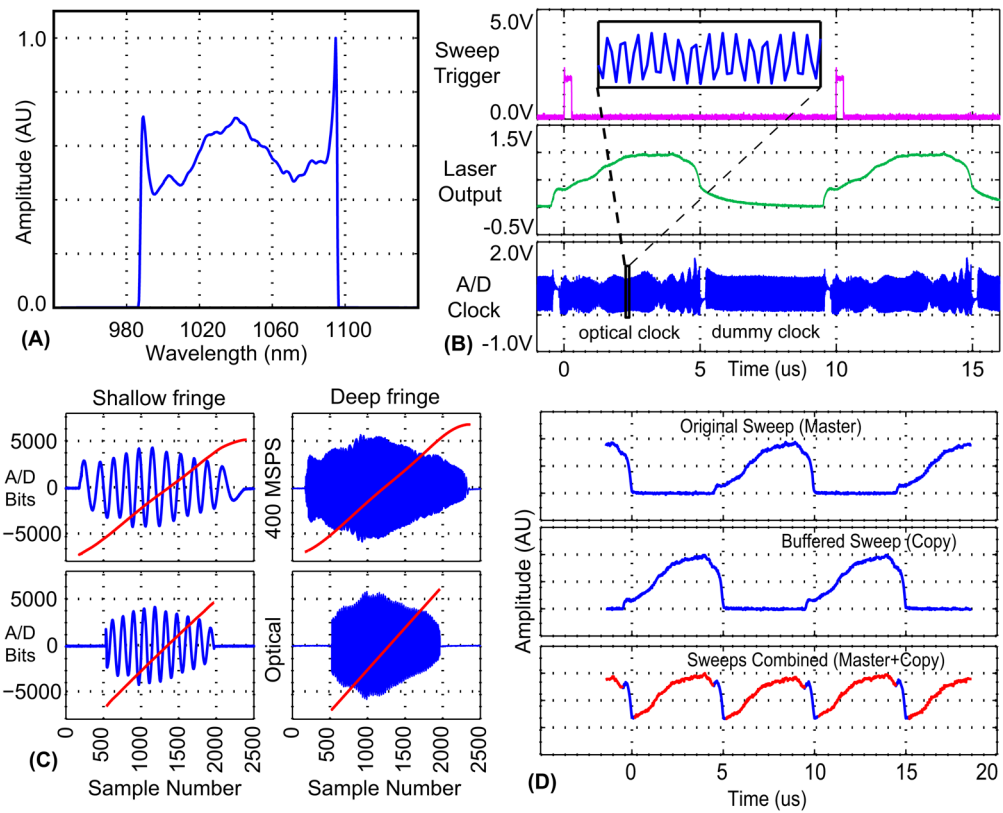 1.0
Amplitude (AU)
0.0
980
1020
1060
1100
Wavelength (nm)
(A)
5.0V
Sweep
Trigger
0.0V
1.5V
Laser
Output
-0.5V
2.0V
A/D
Clock
-1.0V
optical clock
dummy clock
0
5
10
15
Time (us)
(B)
Shallow fringe
Deep fringe
5000
A/D
Bits
0
−5000
400 MSPS
5000
A/D
Bits
0
−5000
Optical
0
500
1000
1500
2000
2500
0
500
1000
1500
2000
2500
Sample Number
Sample Number
(C)
Original Sweep (Master)
Buffered Sweep (Copy)
Sweeps Combined (Master+Copy)
Amplitude (AU)
0
5
10
15
20
Time (us)
(D)